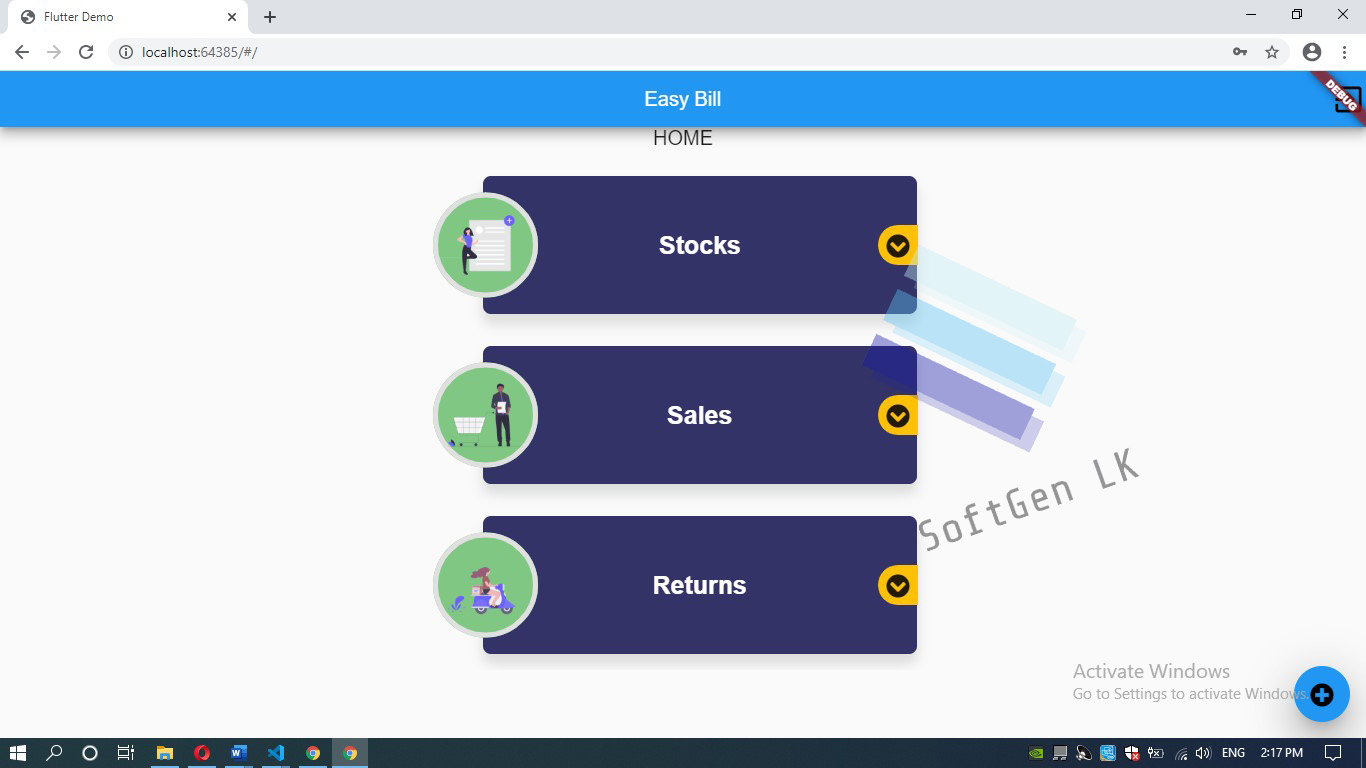 Flutter Demo
localhost:64385/#/
Easy Bill
DEBUG
HOME
Stocks
Sales
SoftGen LK
Returns
Activate Windows
Go to Settings to activate Windows.
ENG
2:17 PM